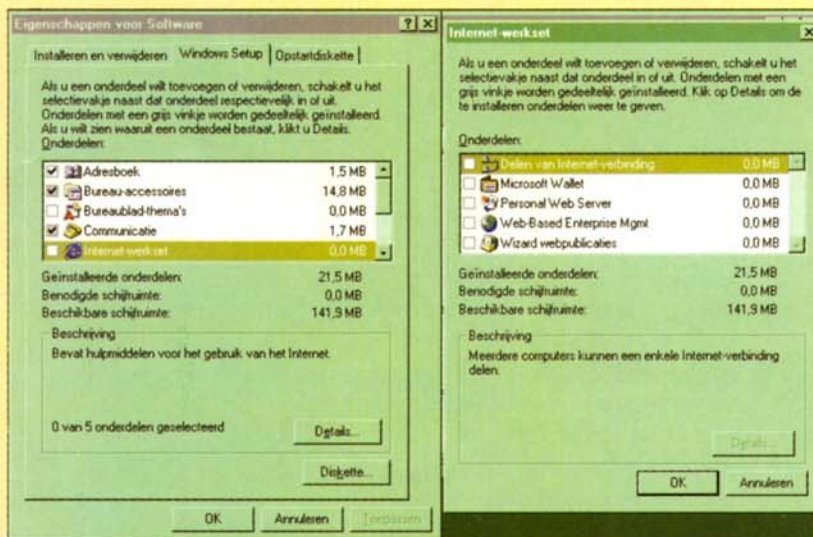 Eigenschappen voor Software
Installeren en verwijderen
Windows Setup
Opstartdiskette
Als u een onderdeel wilt toevoegen of verwijderen, schakelt u het
selectievakje naast dat onderdeel respectievelijk in of uit.
Onderdelen met een grijs vinkje worden gedeeltelijk geïnstalleerd.
Als u wilt zien waaruit een onderdeel bestaat, klikt u Details.
Onderdelen:
Adresboek 1,5 MB
Bureau-accessoires 14,8 MB
Bureaublad-thema's 0,0 MB
Communicatie 1,7 MB
Internet-werkset 0,0 MB
Geïnstalleerde onderdelen: 21,5 MB
Benodigde schijfruimte: 0,0 MB
Beschikbare schijfruimte: 141,9 MB
Beschrijving
Bevat hulpmiddelen voor het gebruik van het Internet.
0 van 5 onderdelen geselecteerd
Details...
Diskette...
OK
Annuleren
Toepassen
Internet-werkset
Als u een onderdeel wilt toevoegen of verwijderen, schakelt u het
selectievakje naast dat onderdeel in of uit. Onderdelen met een
grijs vinkje worden gedeeltelijk geïnstalleerd. Klik op Details om de
te installeren onderdelen weer te geven.
Onderdelen:
Delen van Internet-verbinding 0,0 MB
Microsoft Wallet 0,0 MB
Personal Web Server 0,0 MB
Web-Based Enterprise Mgmt 0,0 MB
Wizard webpublicaties 0,0 MB
Geïnstalleerde onderdelen: 21,5 MB
Benodigde schijfruimte: 0,0 MB
Beschikbare schijfruimte: 141,9 MB
Beschrijving
Meerdere computers kunnen een enkele Internet-verbinding
delen.
Details...
OK
Annuleren